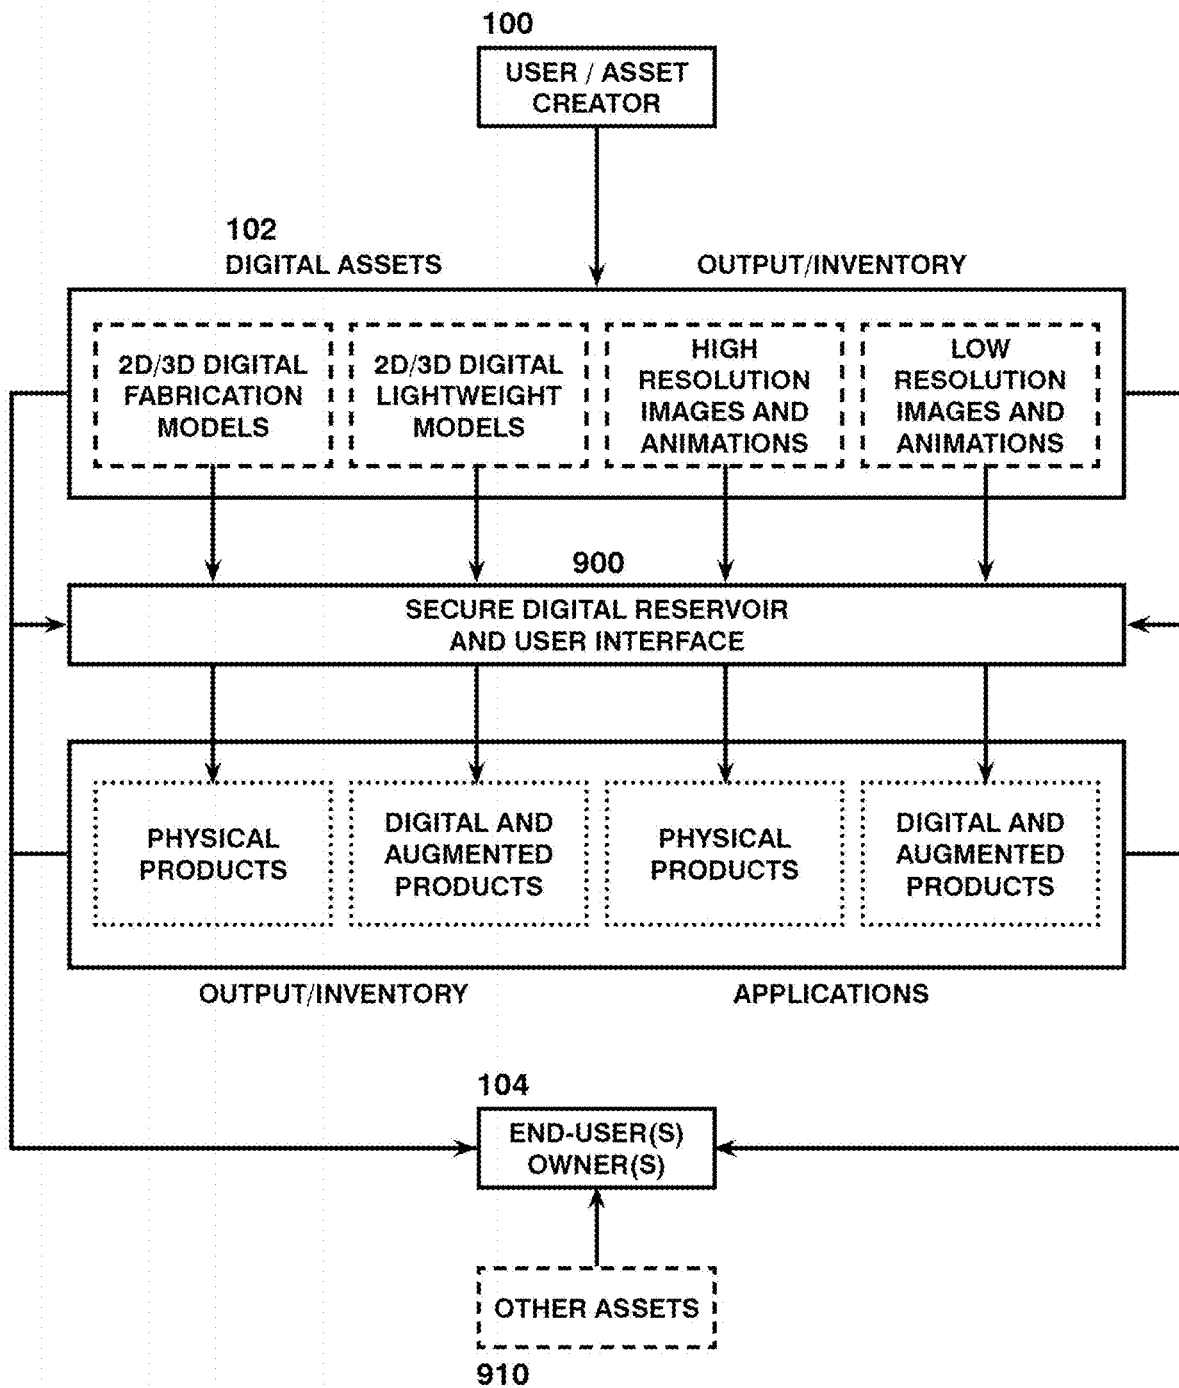 100
USER / ASSET
CREATOR
102
DIGITAL ASSETS
OUTPUT/INVENTORY
2D/3D DIGITAL
FABRICATION
MODELS
2D/3D DIGITAL
LIGHTWEIGHT
MODELS
HIGH
RESOLUTION
IMAGES AND
ANIMATIONS
LOW
RESOLUTION
IMAGES AND
ANIMATIONS
900
SECURE DIGITAL RESERVOIR
AND USER INTERFACE
PHYSICAL
PRODUCTS
DIGITAL AND
AUGMENTED
PRODUCTS
PHYSICAL
PRODUCTS
DIGITAL AND
AUGMENTED
PRODUCTS
OUTPUT/INVENTORY
APPLICATIONS
104
END-USER(S)
OWNER(S)
OTHER ASSETS
910